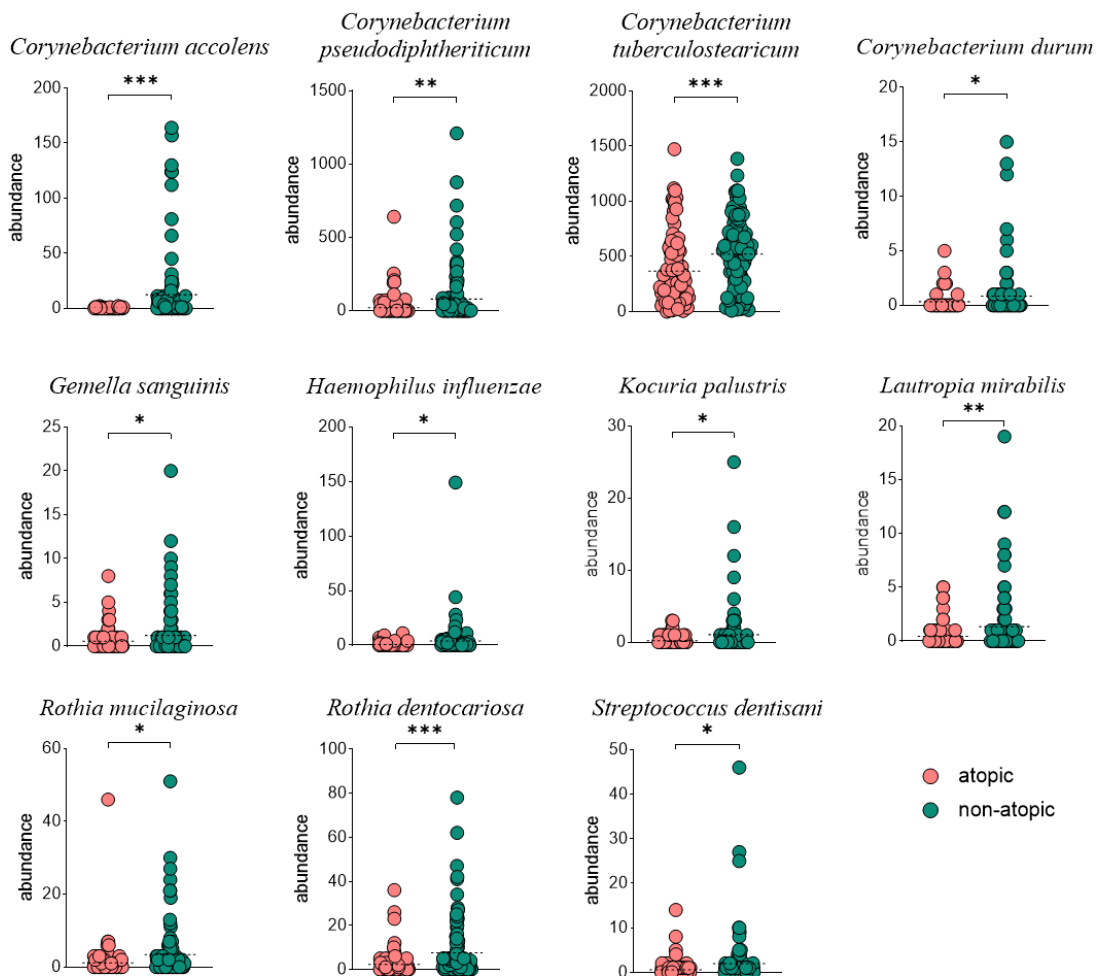 Corynebacterium accolens
Corynebacterium
pseudodiphtheriticum
Corynebacterium
tuberculostearicum
Corynebacterium durum
***
200
150
100
50
0
abundance
**
1500
1000
500
0
abundance
***
2000
1500
1000
500
0
abundance
*
20
15
10
5
0
abundance
Gemella sanguinis
Haemophilus influenzae
Kocuria palustris
Lautropia mirabilis
*
25
20
15
10
5
0
abundance
*
200
150
100
50
0
abundance
*
30
20
10
0
abundance
**
20
15
10
5
0
abundance
Rothia mucilaginosa
Rothia dentocariosa
Streptococcus dentisani
*
60
40
20
0
abundance
***
100
80
60
40
20
0
abundance
*
50
40
30
20
10
0
abundance
atopic
non-atopic